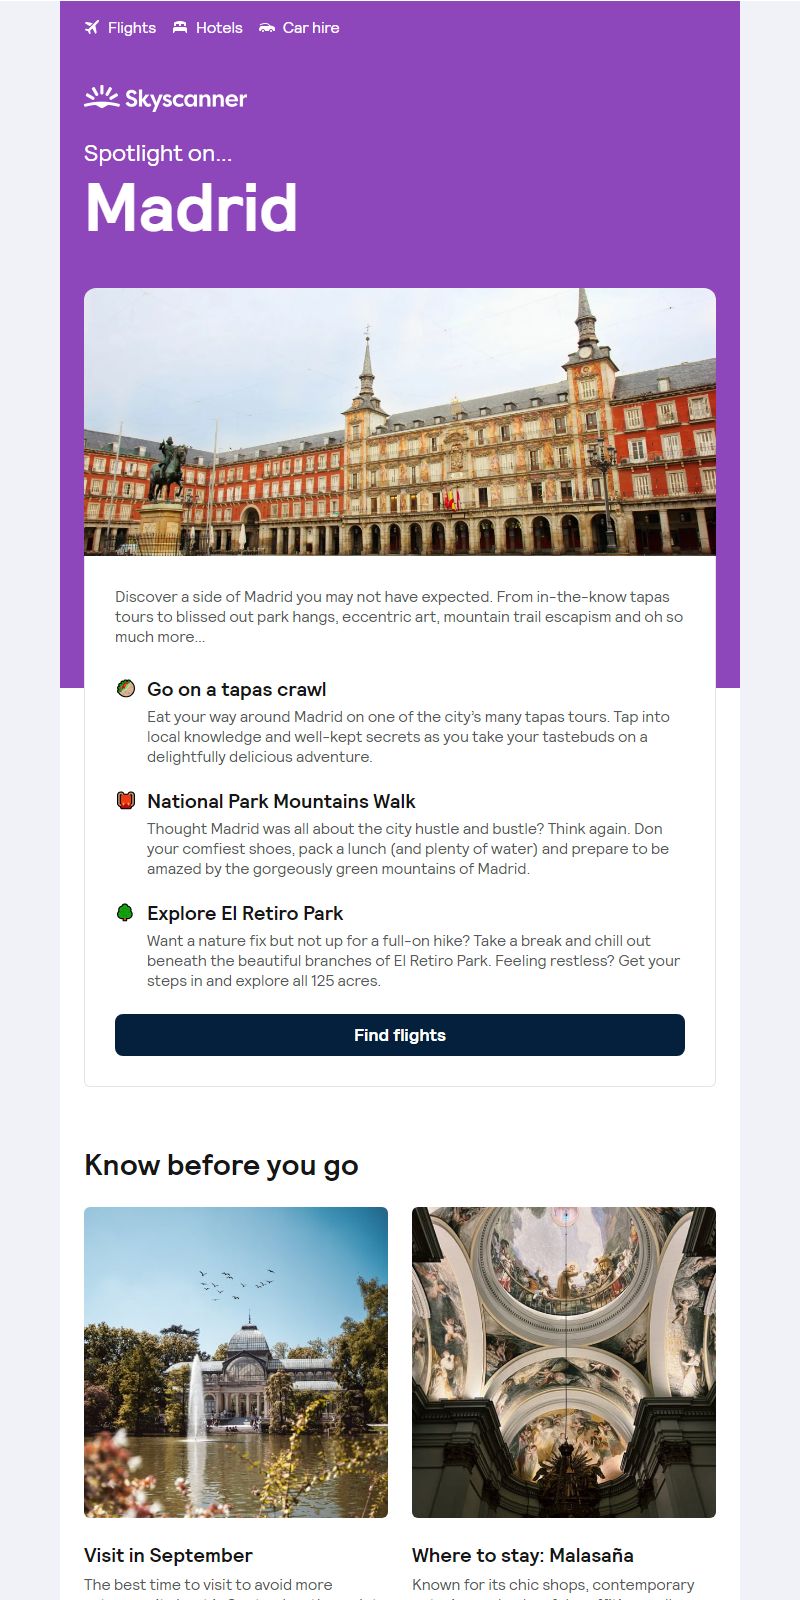 Flights Hotels Car hire
Skyscanner
Spotlight on...
Madrid
Discover a side of Madrid you may not have expected. From in-the-know tapas
tours to blissed out park hangs, eccentric art, mountain trail escapism and oh so
much more...
Go on a tapas crawl
Eat your way around Madrid on one of the city's many tapas tours. Tap into
local knowledge and well-kept secrets as you take your tastebuds on a
delightfully delicious adventure.
National Park Mountains Walk
Thought Madrid was all about the city hustle and bustle? Think again. Don
your comfiest shoes, pack a lunch (and plenty of water) and prepare to be
amazed by the gorgeously green mountains of Madrid.
Explore El Retiro Park
Want a nature fix but not up for a full-on hike? Take a break and chill out
beneath the beautiful branches of El Retiro Park. Feeling restless? Get your
steps in and explore all 125 acres.
Find flights
Know before you go
Visit in September
The best time to visit to avoid more
Where to stay: Malasaña
Known for its chic shops, contemporary